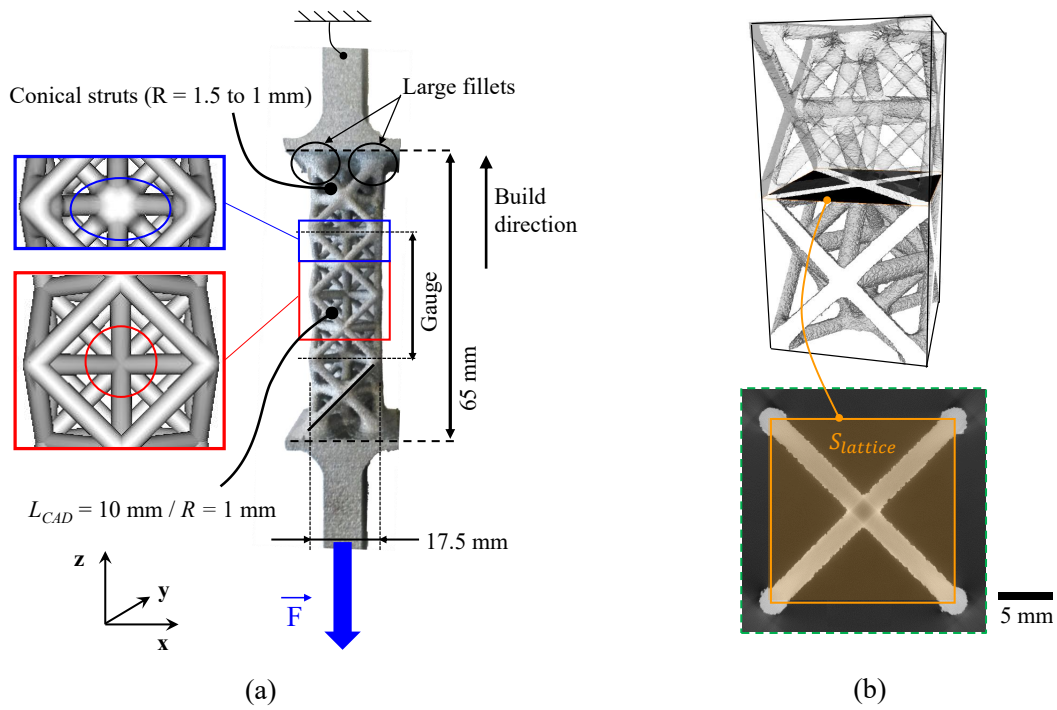 Conical struts (R = 1.5 to 1 mm)
Large fillets
Build
direction
Gauge
65 mm
L_CAD = 10 mm / R = 1 mm
17.5 mm
z
y
x
F
(a)
S_lattice
5 mm
(b)